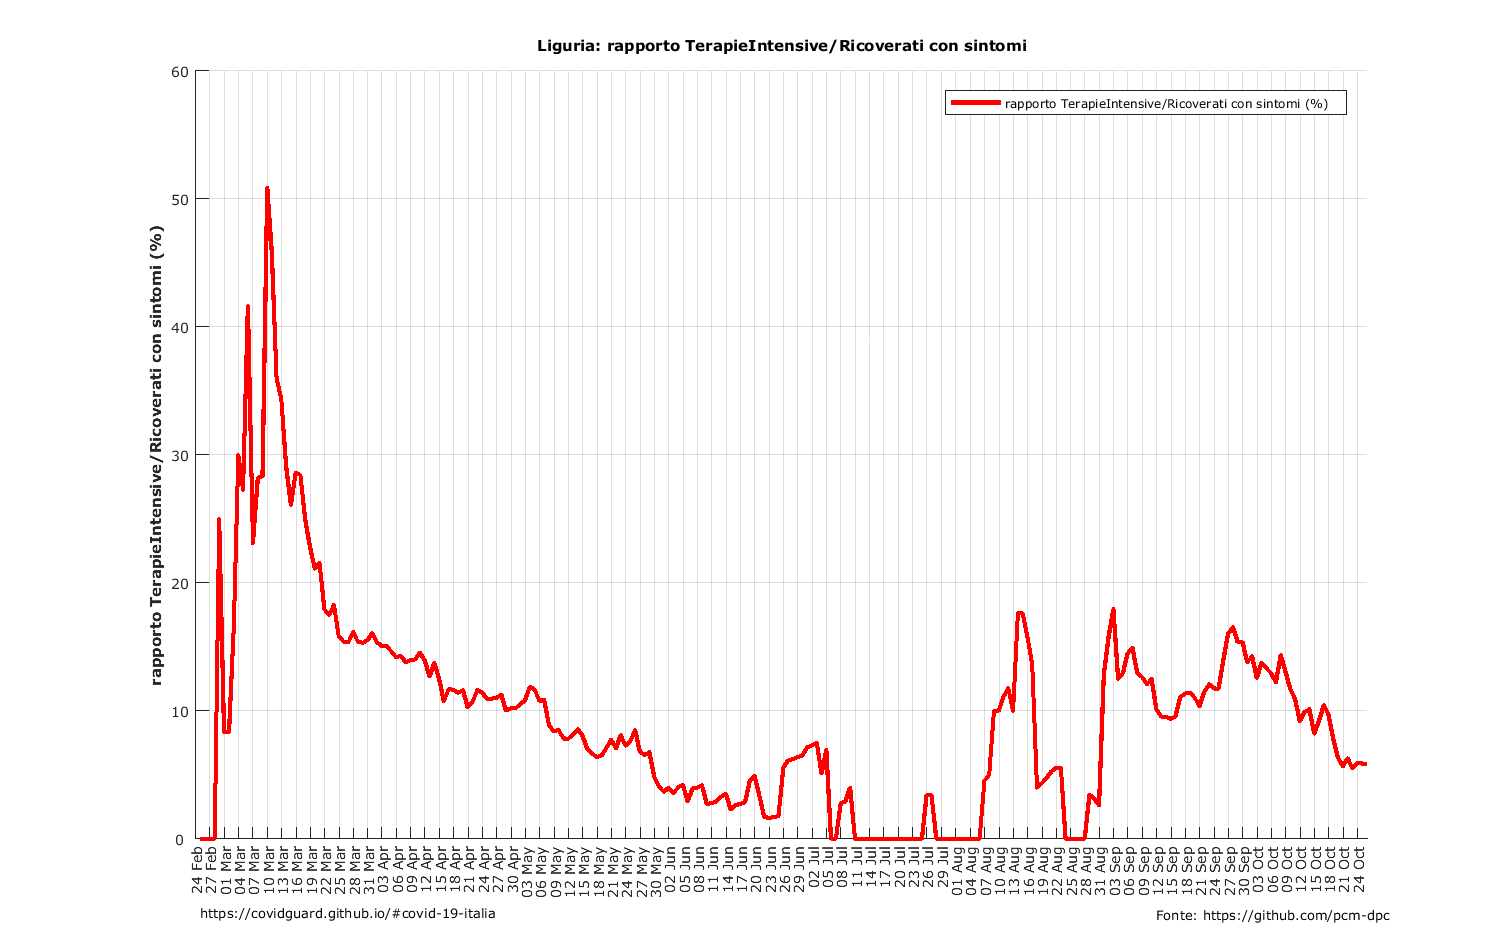 Liguria: rapporto TerapieIntensive/Ricoverati con sintomi
rapporto TerapieIntensive/Ricoverati con sintomi (%)
rapporto TerapieIntensive/Ricoverati con sintomi (%)
60
50
40
30
20
10
0
24 Feb
27 Feb
01 Mar
04 Mar
07 Mar
10 Mar
13 Mar
16 Mar
19 Mar
22 Mar
25 Mar
28 Mar
31 Mar
03 Apr
06 Apr
09 Apr
12 Apr
15 Apr
18 Apr
21 Apr
24 Apr
27 Apr
30 Apr
03 May
06 May
09 May
12 May
15 May
18 May
21 May
24 May
27 May
30 May
02 Jun
05 Jun
08 Jun
11 Jun
14 Jun
17 Jun
20 Jun
23 Jun
26 Jun
29 Jun
02 Jul
05 Jul
08 Jul
11 Jul
14 Jul
17 Jul
20 Jul
23 Jul
26 Jul
29 Jul
01 Aug
04 Aug
07 Aug
10 Aug
13 Aug
16 Aug
19 Aug
22 Aug
25 Aug
28 Aug
31 Aug
03 Sep
06 Sep
09 Sep
12 Sep
15 Sep
18 Sep
21 Sep
24 Sep
27 Sep
30 Sep
03 Oct
06 Oct
09 Oct
12 Oct
15 Oct
18 Oct
21 Oct
24 Oct
https://covidguard.github.io/#covid-19-italia
Fonte: https://github.com/pcm-dpc